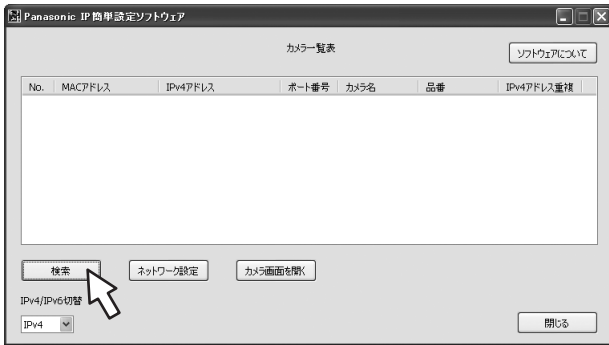 Panasonic IP簡単設定ソフトウェア
カメラ一覧表
ソフトウェアについて
No. MACアドレス IPv4アドレス ポート番号 カメラ名 品番 IPv4アドレス重複
検索 ネットワーク設定 カメラ画面を開く
IPv4/IPv6切替
IPv4
閉じる